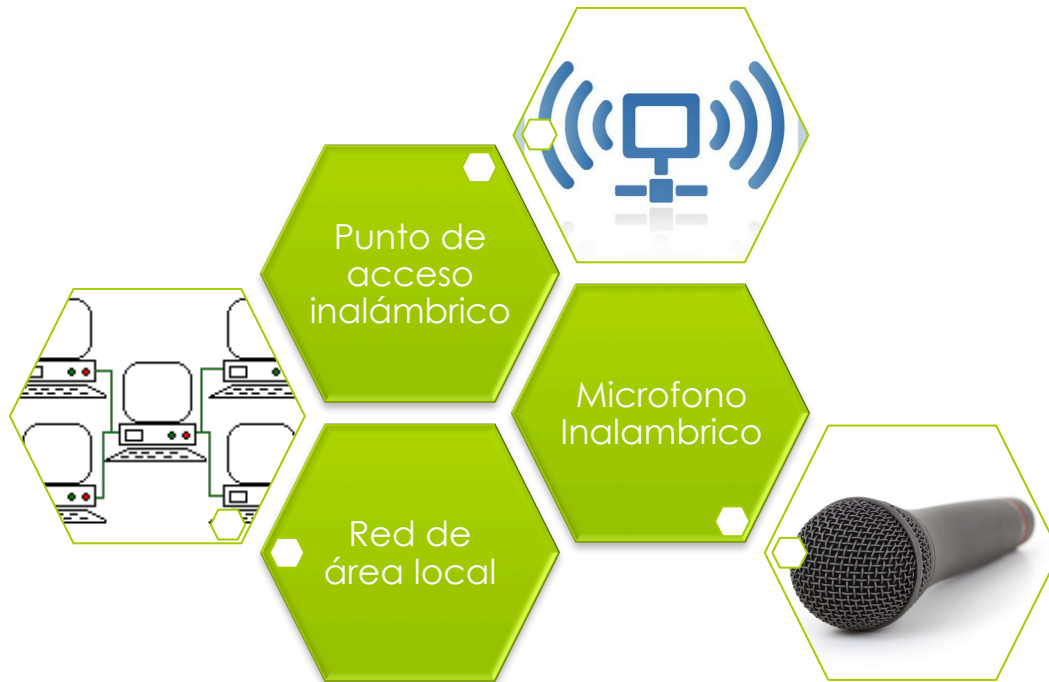 Punto de
acceso
inalámbrico
Microfono
Inalambrico
Red de
área local